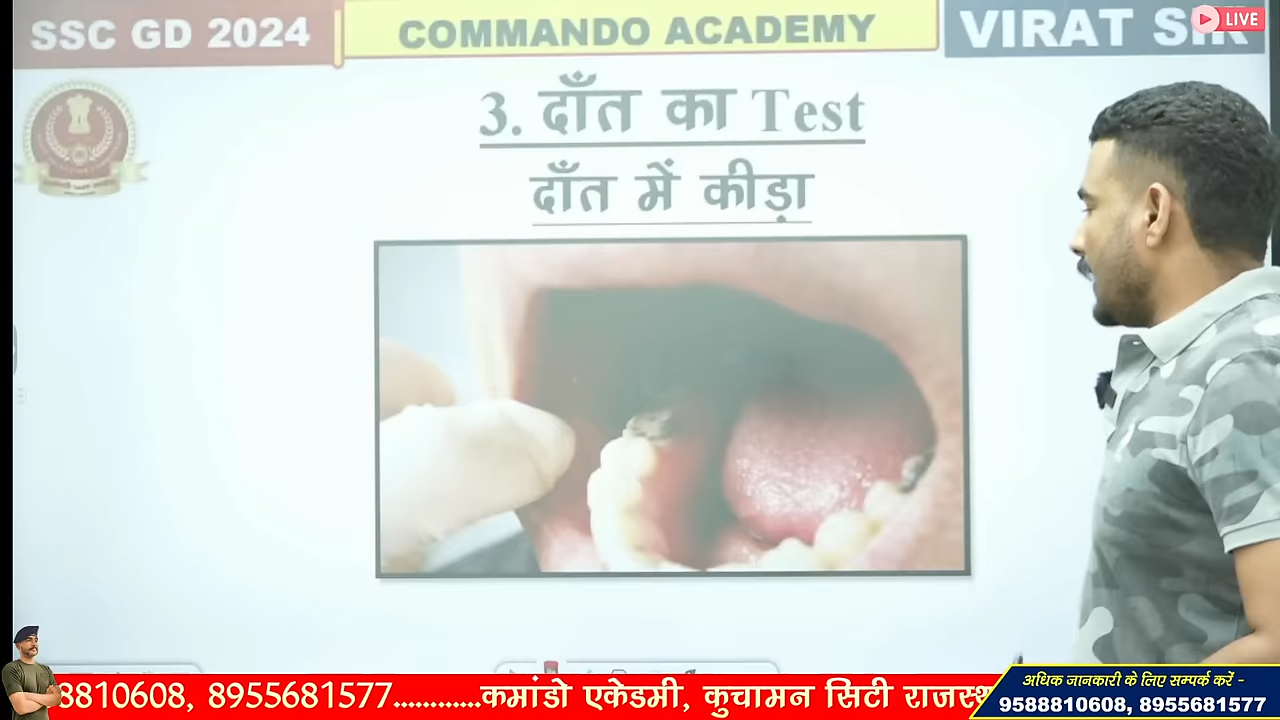 SSC GD 2024
COMMANDO ACADEMY
VIRAT SIR
LIVE
3. दाँत का Test
दाँत में कीड़ा
8810608, 8955681577............कमांडो एकेडमी, कुचामन सिटी
अधिक जानकारी के लिए सम्पर्क करें -
9588810608, 8955681577